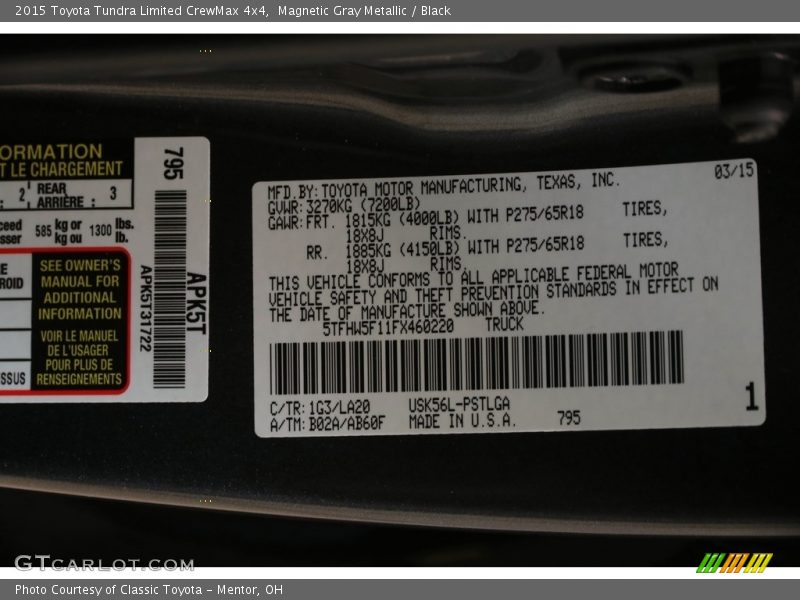 2015 Toyota Tundra Limited CrewMax 4x4, Magnetic Gray Metallic / Black
ORMATION
T LE CHARGEMENT
: 2 REAR ARRIÈRE : 3
585 kg or kg ou 1300 lbs. lb.
SEE OWNER'S
MANUAL FOR
ADDITIONAL
INFORMATION
VOIR LE MANUEL
DE L'USAGER
POUR PLUS DE
RENSEIGNEMENTS
795
APK5T31722
APK5T
03/15
MFD.BY:TOYOTA MOTOR MANUFACTURING, TEXAS, INC.
GVWR:3270KG (7200LB)
GAWR:FRT. 1815KG (4000LB) WITH P275/65R18 TIRES,
18X8J RIMS.
RR. 1885KG (4150LB) WITH P275/65R18 TIRES,
18X8J RIMS.
THIS VEHICLE CONFORMS TO ALL APPLICABLE FEDERAL MOTOR
VEHICLE SAFETY AND THEFT PREVENTION STANDARDS IN EFFECT ON
THE DATE OF MANUFACTURE SHOWN ABOVE.
5TFHW5F11FX460220 TRUCK
C/TR:1G3/LA20 USK56L-PSTLGA
A/TM:B02A/AB60F MADE IN U.S.A. 795
1
GTCARLOT.COM
Photo Courtesy of Classic Toyota - Mentor, OH